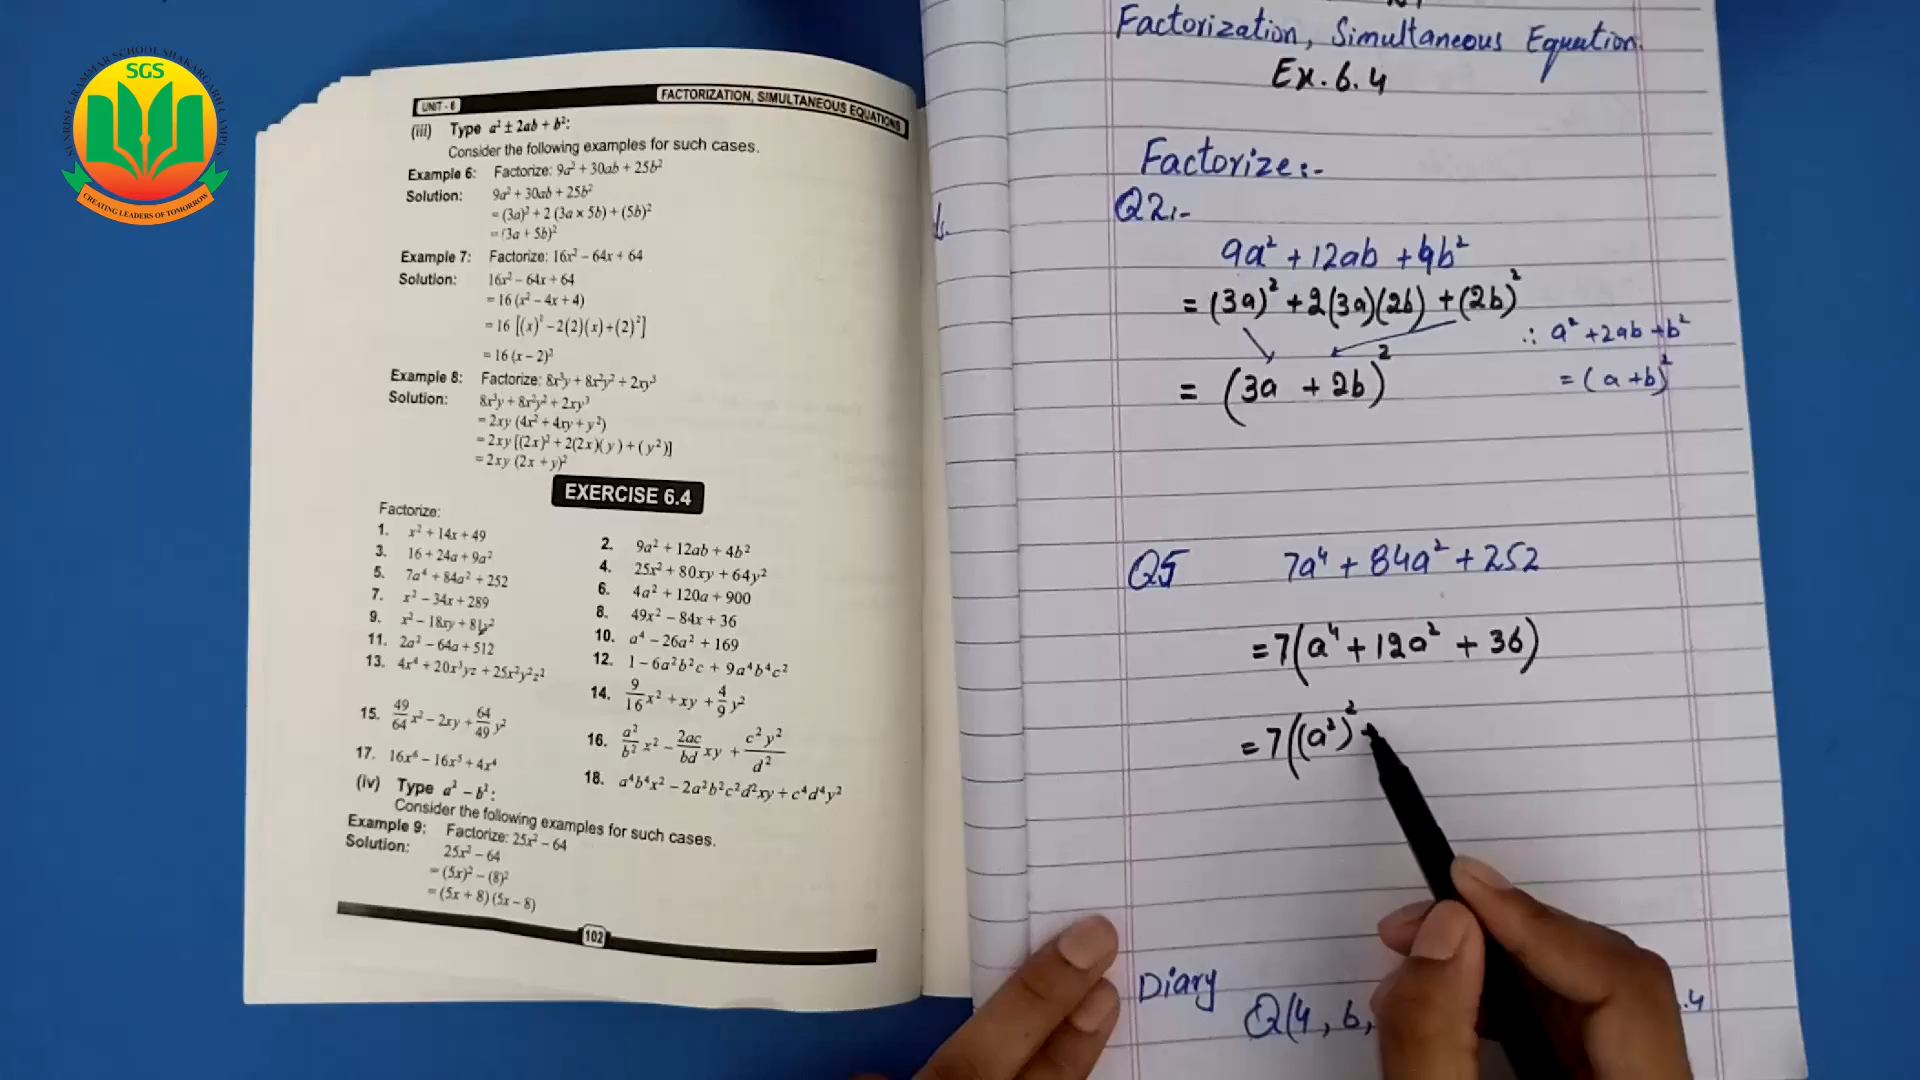 SUNRISE GRAMMAR SCHOOL SHAKARGARH CAMPUS
SGS
CREATING LEADERS OF TOMORROW
UNIT - 6
FACTORIZATION, SIMULTANEOUS EQUATIONS
(iii) Type a² ± 2ab + b²:
Consider the following examples for such cases.
Example 6: Factorize: 9a² + 30ab + 25b²
Solution: 9a² + 30ab + 25b²
= (3a)² + 2 (3a × 5b) + (5b)²
= (3a + 5b)²
Example 7: Factorize: 16x² – 64x + 64
Solution: 16x² – 64x + 64
= 16 (x² – 4x + 4)
= 16 [(x)² – 2(2)(x) + (2)²]
= 16 (x – 2)²
Example 8: Factorize: 8x³y + 8x²y² + 2xy³
Solution: 8x³y + 8x²y² + 2xy³
= 2xy (4x² + 4xy + y²)
= 2xy [(2x)² + 2(2x)(y) + (y²)]
= 2xy (2x + y)²
EXERCISE 6.4
Factorize:
1. x² + 14x + 49
2. 9a² + 12ab + 4b²
3. 16 + 24a + 9a²
4. 25x² + 80xy + 64y²
5. 7a⁴ + 84a² + 252
6. 4a² + 120a + 900
7. x² – 34x + 289
8. 49x² – 84x + 36
9. x² – 18xy + 81y²
10. a⁴ – 26a² + 169
11. 2a² – 64a + 512
12. 1 – 6a²b²c + 9a⁴b⁴c²
13. 4x⁴ + 20x³yz + 25x²y²z²
14. 9/16 x² + xy + 4/9 y²
15. 49/64 x² – 2xy + 64/49 y²
16. a²/b² x² – 2ac/bd xy + c²y²/d²
17. 16x⁶ – 16x⁵ + 4x⁴
18. a⁴b⁴x² – 2a²b²c²d²xy + c⁴d⁴y²
(iv) Type a² – b²:
Consider the following examples for such cases.
Example 9: Factorize: 25x² – 64
Solution: 25x² – 64
= (5x)² – (8)²
= (5x + 8) (5x – 8)
102
Factorization, Simultaneous Equation.
Ex. 6.4
Factorize:-
Q2:-
9a² + 12ab + 4b²
= (3a)² + 2(3a)(2b) + (2b)²
∴ a² + 2ab + b²
= (3a + 2b)²
= (a+b)²
Q5 7a⁴ + 84a² + 252
= 7(a⁴ + 12a² + 36)
= 7((a²)² +
Diary
Q(4, 6,
.4